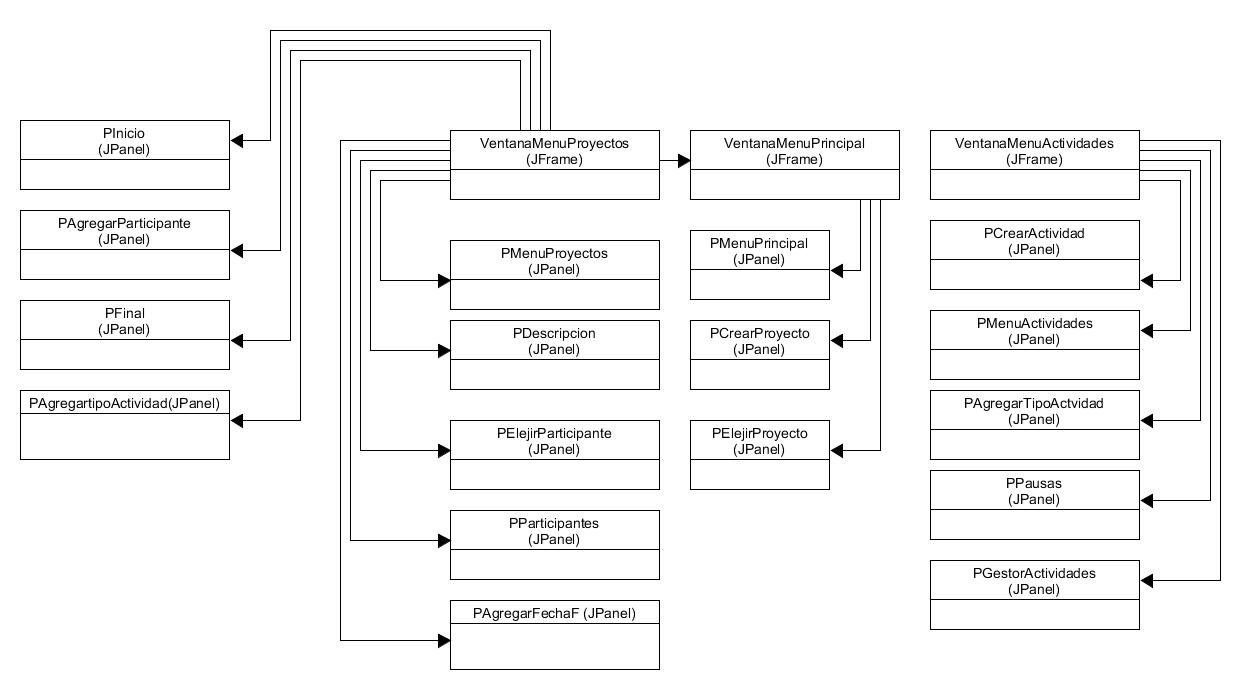 PInicio
(JPanel)
PAgregarParticipante
(JPanel)
PFinal
(JPanel)
PAgregartipoActividad(JPanel)
VentanaMenuProyectos
(JFrame)
PMenuProyectos
(JPanel)
PDescripcion
(JPanel)
PElejirParticipante
(JPanel)
PParticipantes
(JPanel)
PAgregarFechaF (JPanel)
VentanaMenuPrincipal
(JFrame)
PMenuPrincipal
(JPanel)
PCrearProyecto
(JPanel)
PElejirProyecto
(JPanel)
VentanaMenuActividades
(JFrame)
PCrearActividad
(JPanel)
PMenuActividades
(JPanel)
PAgregarTipoActvidad
(JPanel)
PPausas
(JPanel)
PGestorActividades
(JPanel)